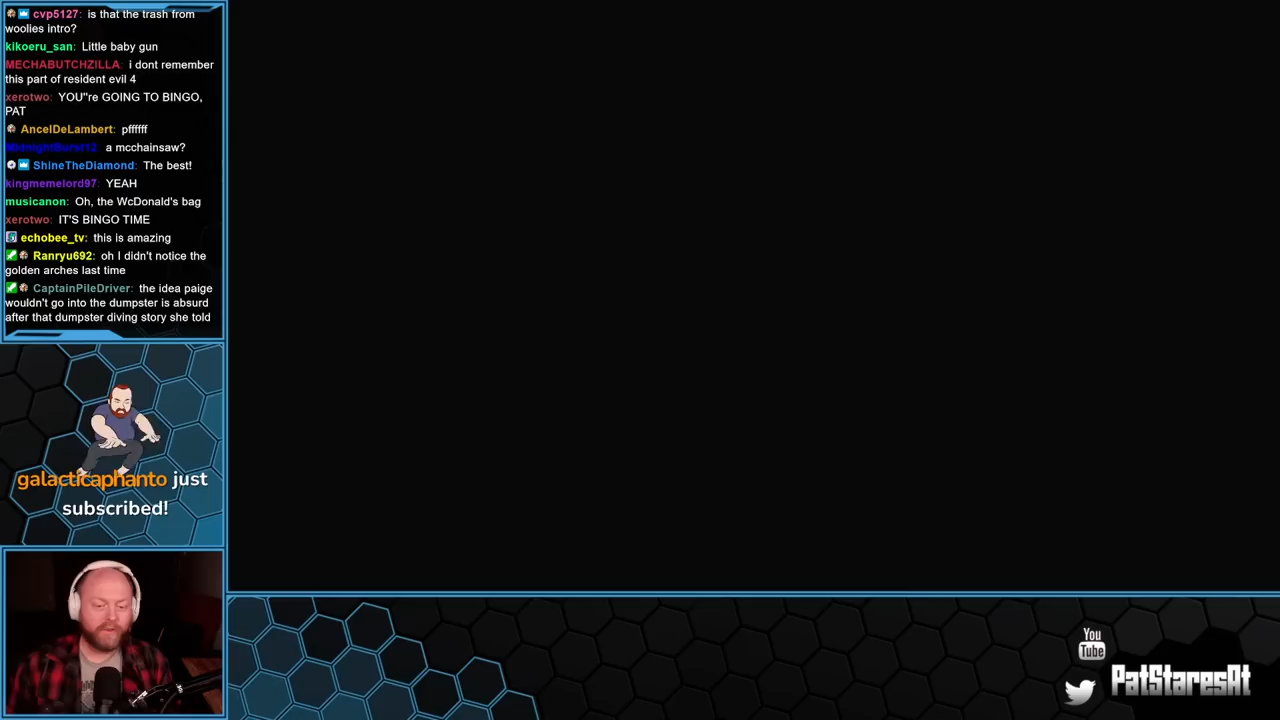 cvp5127: is that the trash from
woolies intro?
kikoeru_san: Little baby gun
MECHABUTCHZILLA: i dont remember
this part of resident evil 4
xerotwo: YOU"re GOING TO BINGO,
PAT
AncelDeLambert: pffffff
MidnightBurst12: a mcchainsaw?
ShineTheDiamond: The best!
kingmemelord97: YEAH
musicanon: Oh, the WcDonald's bag
xerotwo: IT'S BINGO TIME
echobee_tv: this is amazing
Ranryu692: oh I didn't notice the
golden arches last time
CaptainPileDriver: the idea paige
wouldn't go into the dumpster is absurd
after that dumpster diving story she told
galacticaphanto just
subscribed!
You
Tube
PatStaresAt